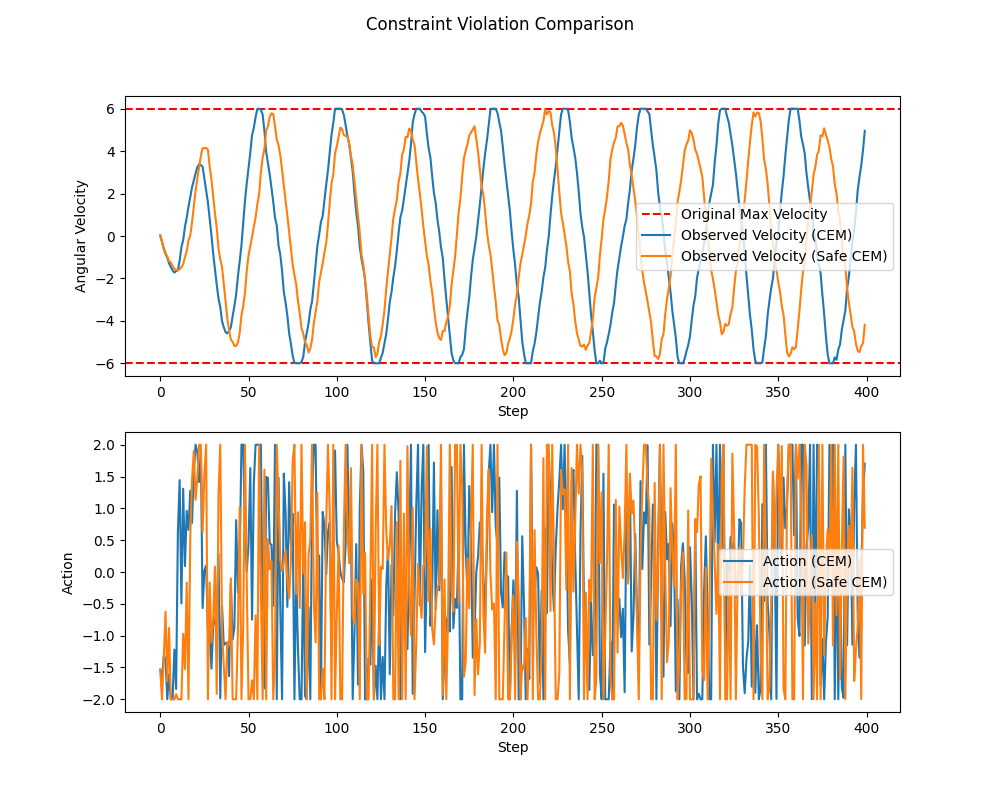 Constraint Violation Comparison
6
4
2
0
−2
−4
−6
Angular Velocity
Original Max Velocity
Observed Velocity (CEM)
Observed Velocity (Safe CEM)
0 50 100 150 200 250 300 350 400
Step
2.0
1.5
1.0
0.5
0.0
−0.5
−1.0
−1.5
−2.0
Action
Action (CEM)
Action (Safe CEM)
0 50 100 150 200 250 300 350 400
Step